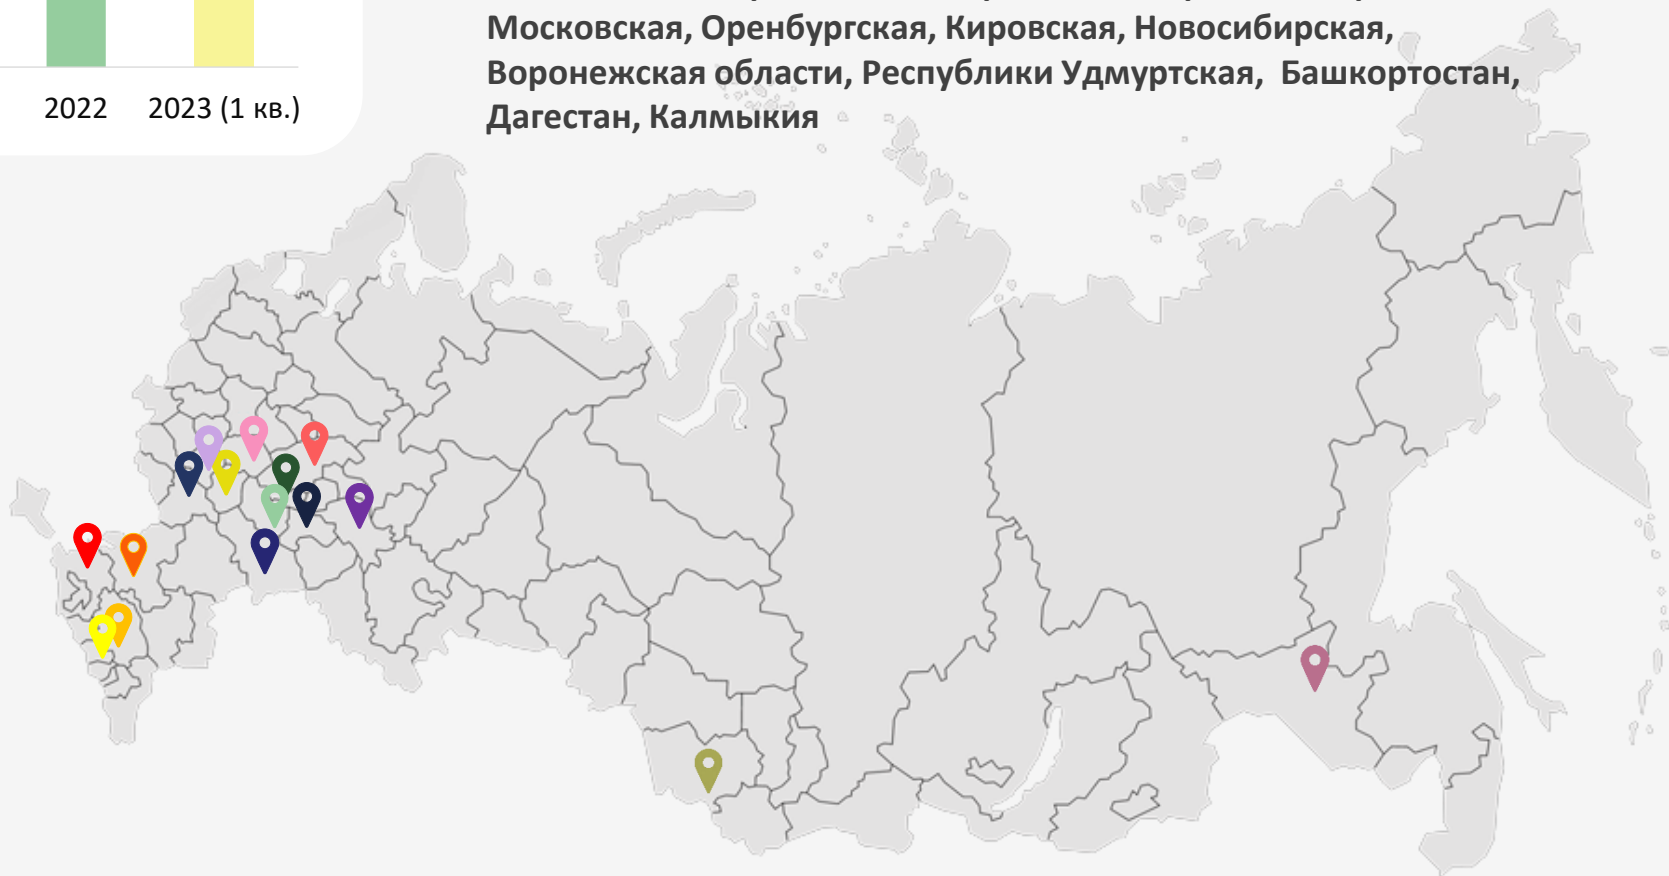 Московская, Оренбургская, Кировская, Новосибирская,
Воронежская области, Республики Удмуртская, Башкортостан,
Дагестан, Калмыкия
2022 2023 (1 кв.)